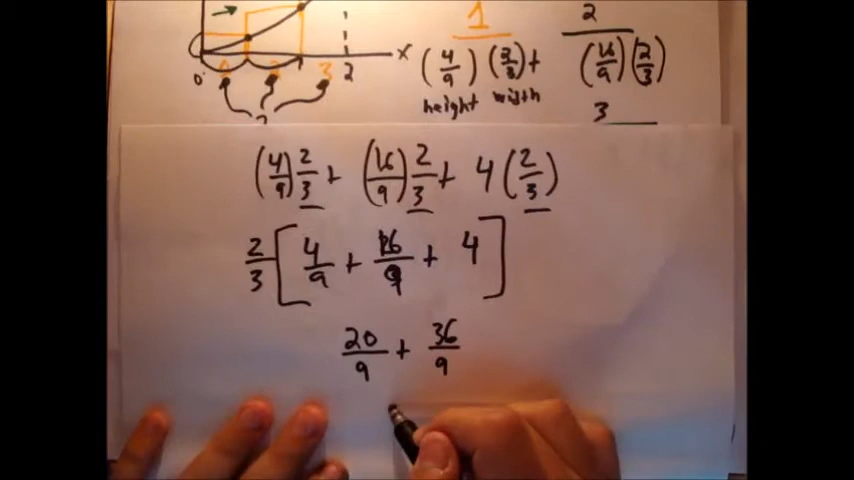 1 2
0 1 2 3 2 x (4/9) (2/3) + (16/9) (2/3)
height width 3
?
(4/9) 2/3 + (16/9) 2/3 + 4 (2/3)
2/3 [ 4/9 + 16/9 + 4 ]
20/9 + 36/9